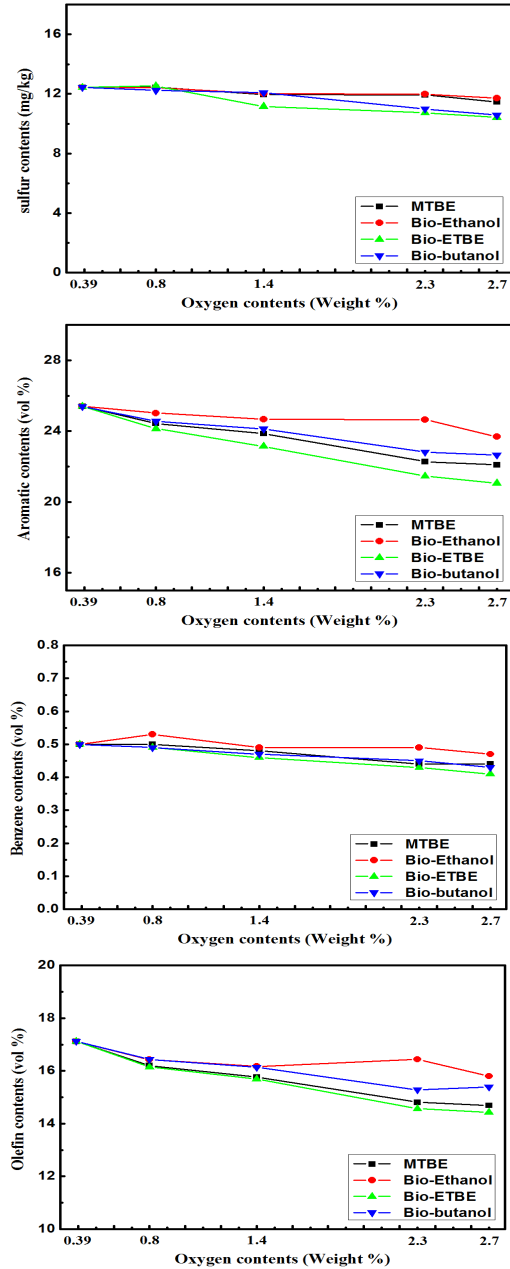 sulfur contents (mg/kg)
16
12
8
4
0
MTBE
Bio-Ethanol
Bio-ETBE
Bio-butanol
0.39 0.8 1.4 2.3 2.7
Oxygen contents (Weight %)
Aromatic contents (vol %)
28
24
20
16
MTBE
Bio-Ethanol
Bio-ETBE
Bio-butanol
0.39 0.8 1.4 2.3 2.7
Oxygen contents (Weight %)
Benzene contents (vol %)
0.8
0.7
0.6
0.5
0.4
0.3
0.2
0.1
0.0
MTBE
Bio-Ethanol
Bio-ETBE
Bio-butanol
0.39 0.8 1.4 2.3 2.7
Oxygen contents (Weight %)
Olefin contents (vol %)
20
18
16
14
12
10
MTBE
Bio-Ethanol
Bio-ETBE
Bio-butanol
0.39 0.8 1.4 2.3 2.7
Oxygen contents (Weight %)